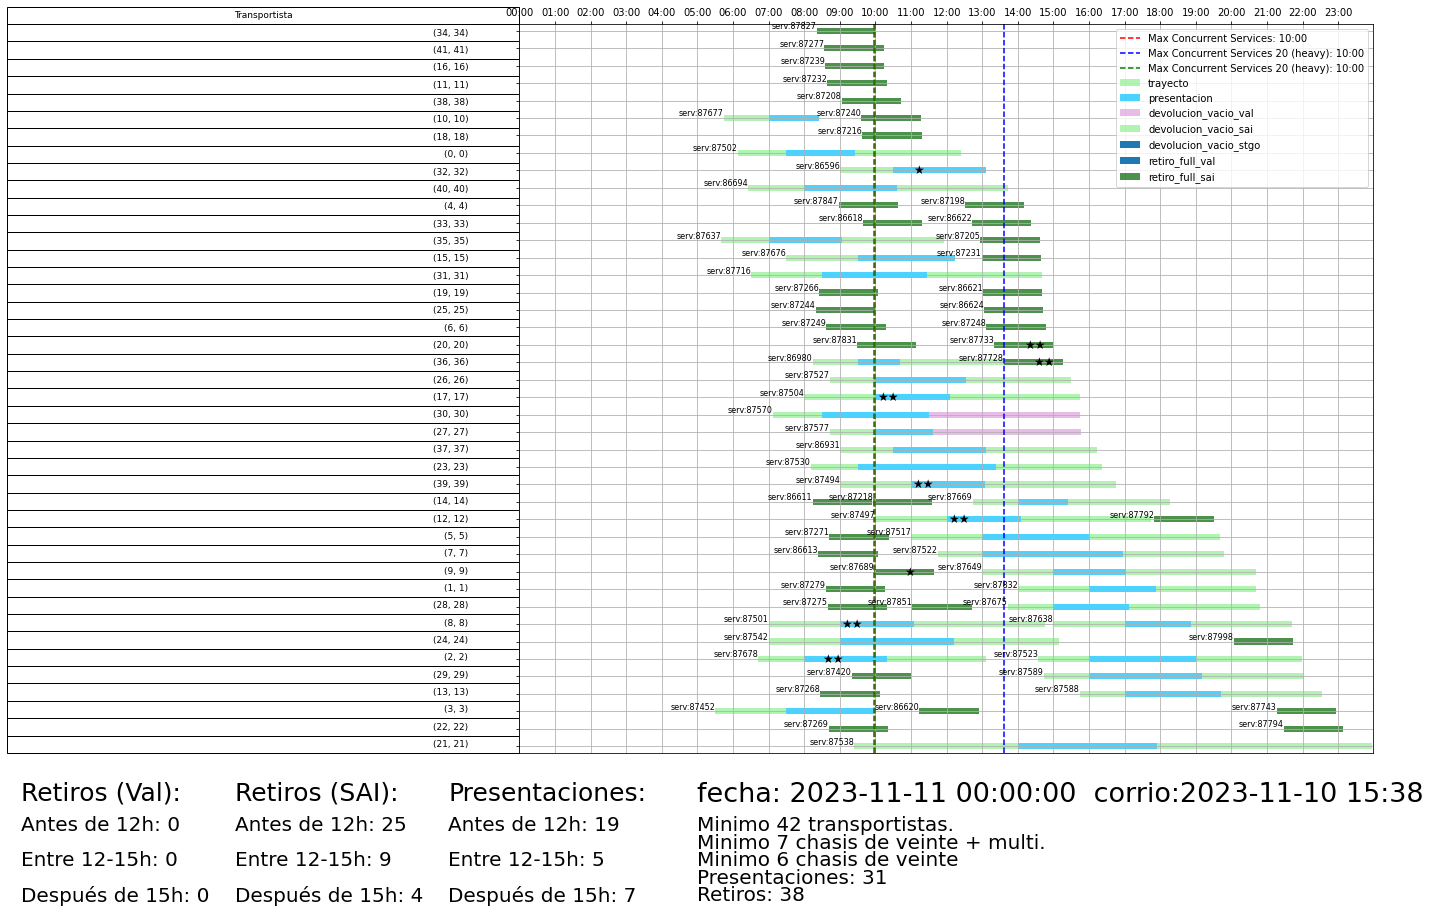 Transportista
00:00 01:00 02:00 03:00 04:00 05:00 06:00 07:00 08:00 09:00 10:00 11:00 12:00 13:00 14:00 15:00 16:00 17:00 18:00 19:00 20:00 21:00 22:00 23:00
Max Concurrent Services: 10:00
Max Concurrent Services 20 (heavy): 10:00
Max Concurrent Services 20 (heavy): 10:00
trayecto
presentacion
devolucion_vacio_val
devolucion_vacio_sai
devolucion_vacio_stgo
retiro_full_val
retiro_full_sai
(34, 34) serv:87827
(41, 41) serv:87277
(16, 16) serv:87239
(11, 11) serv:87232
(38, 38) serv:87208
(10, 10) serv:87677 serv:87240
(18, 18) serv:87216
(0, 0) serv:87502
(32, 32) serv:86596
(40, 40) serv:86694
(4, 4) serv:87847 serv:87198
(33, 33) serv:86618 serv:86622
(35, 35) serv:87637 serv:87205
(15, 15) serv:87676 serv:87231
(31, 31) serv:87716
(19, 19) serv:87266 serv:86621
(25, 25) serv:87244 serv:86624
(6, 6) serv:87249 serv:87248
(20, 20) serv:87831 serv:87733
(36, 36) serv:86980 serv:87728
(26, 26) serv:87527
(17, 17) serv:87504
(30, 30) serv:87570
(27, 27) serv:87577
(37, 37) serv:86931
(23, 23) serv:87530
(39, 39) serv:87494
(14, 14) serv:86611 serv:87218 serv:87669
(12, 12) serv:87497 serv:87792
(5, 5) serv:87271 serv:87517
(7, 7) serv:86613 serv:87522
(9, 9) serv:87689 serv:87649
(1, 1) serv:87279 serv:87832
(28, 28) serv:87275 serv:87851 serv:87675
(8, 8) serv:87501 serv:87638
(24, 24) serv:87542 serv:87998
(2, 2) serv:87678 serv:87523
(29, 29) serv:87420 serv:87589
(13, 13) serv:87268 serv:87588
(3, 3) serv:87452 serv:86620 serv:87743
(22, 22) serv:87269 serv:87794
(21, 21) serv:87538
Retiros (Val):
Antes de 12h: 0
Entre 12-15h: 0
Después de 15h: 0
Retiros (SAI):
Antes de 12h: 25
Entre 12-15h: 9
Después de 15h: 4
Presentaciones:
Antes de 12h: 19
Entre 12-15h: 5
Después de 15h: 7
fecha: 2023-11-11 00:00:00 corrio:2023-11-10 15:38
Minimo 42 transportistas.
Minimo 7 chasis de veinte + multi.
Minimo 6 chasis de veinte
Presentaciones: 31
Retiros: 38